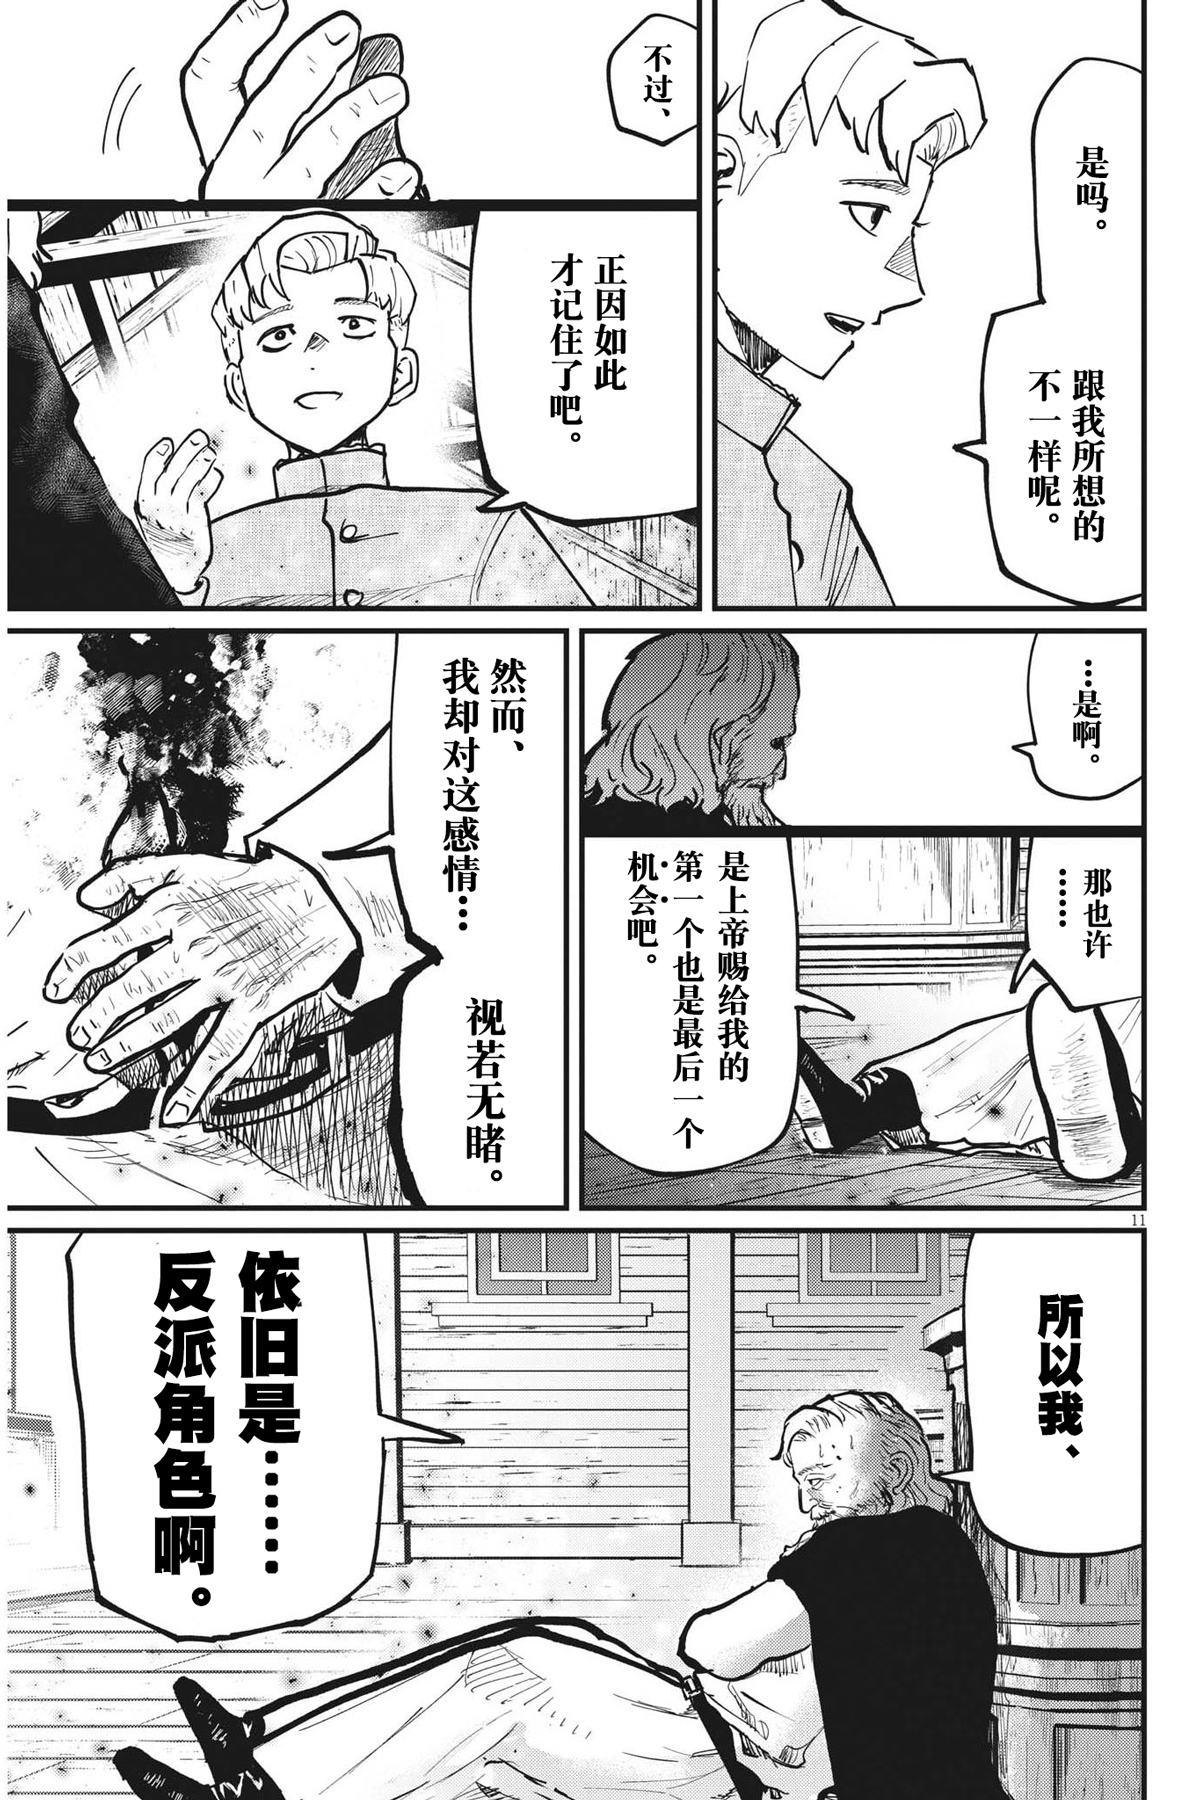 是吗。
跟我所想的
不一样呢。
不过、
正因如此
才记住了吧。
…是啊。
那也许
……
是上帝赐给我的
第一个也是最后一个
机会吧。
然而、
我却对这感情…
视若无睹。
11
所以我、
依旧是……
反派角色啊。